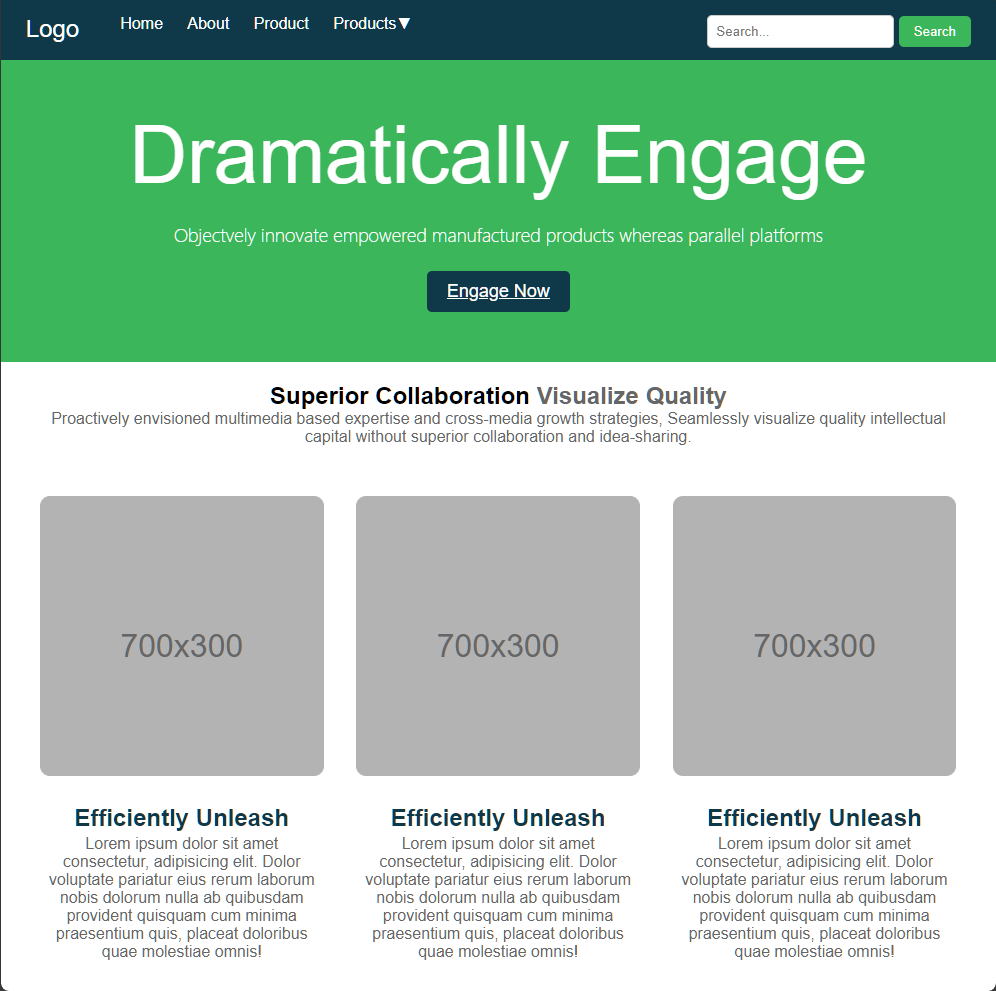 Logo Home About Product Products▼ Search... Search
Dramatically Engage
Objectvely innovate empowered manufactured products whereas parallel platforms
Engage Now
Superior Collaboration Visualize Quality
Proactively envisioned multimedia based expertise and cross-media growth strategies, Seamlessly visualize quality intellectual
capital without superior collaboration and idea-sharing.
700x300
700x300
700x300
Efficiently Unleash
Lorem ipsum dolor sit amet
consectetur, adipisicing elit. Dolor
voluptate pariatur eius rerum laborum
nobis dolorum nulla ab quibusdam
provident quisquam cum minima
praesentium quis, placeat doloribus
quae molestiae omnis!
Efficiently Unleash
Lorem ipsum dolor sit amet
consectetur, adipisicing elit. Dolor
voluptate pariatur eius rerum laborum
nobis dolorum nulla ab quibusdam
provident quisquam cum minima
praesentium quis, placeat doloribus
quae molestiae omnis!
Efficiently Unleash
Lorem ipsum dolor sit amet
consectetur, adipisicing elit. Dolor
voluptate pariatur eius rerum laborum
nobis dolorum nulla ab quibusdam
provident quisquam cum minima
praesentium quis, placeat doloribus
quae molestiae omnis!